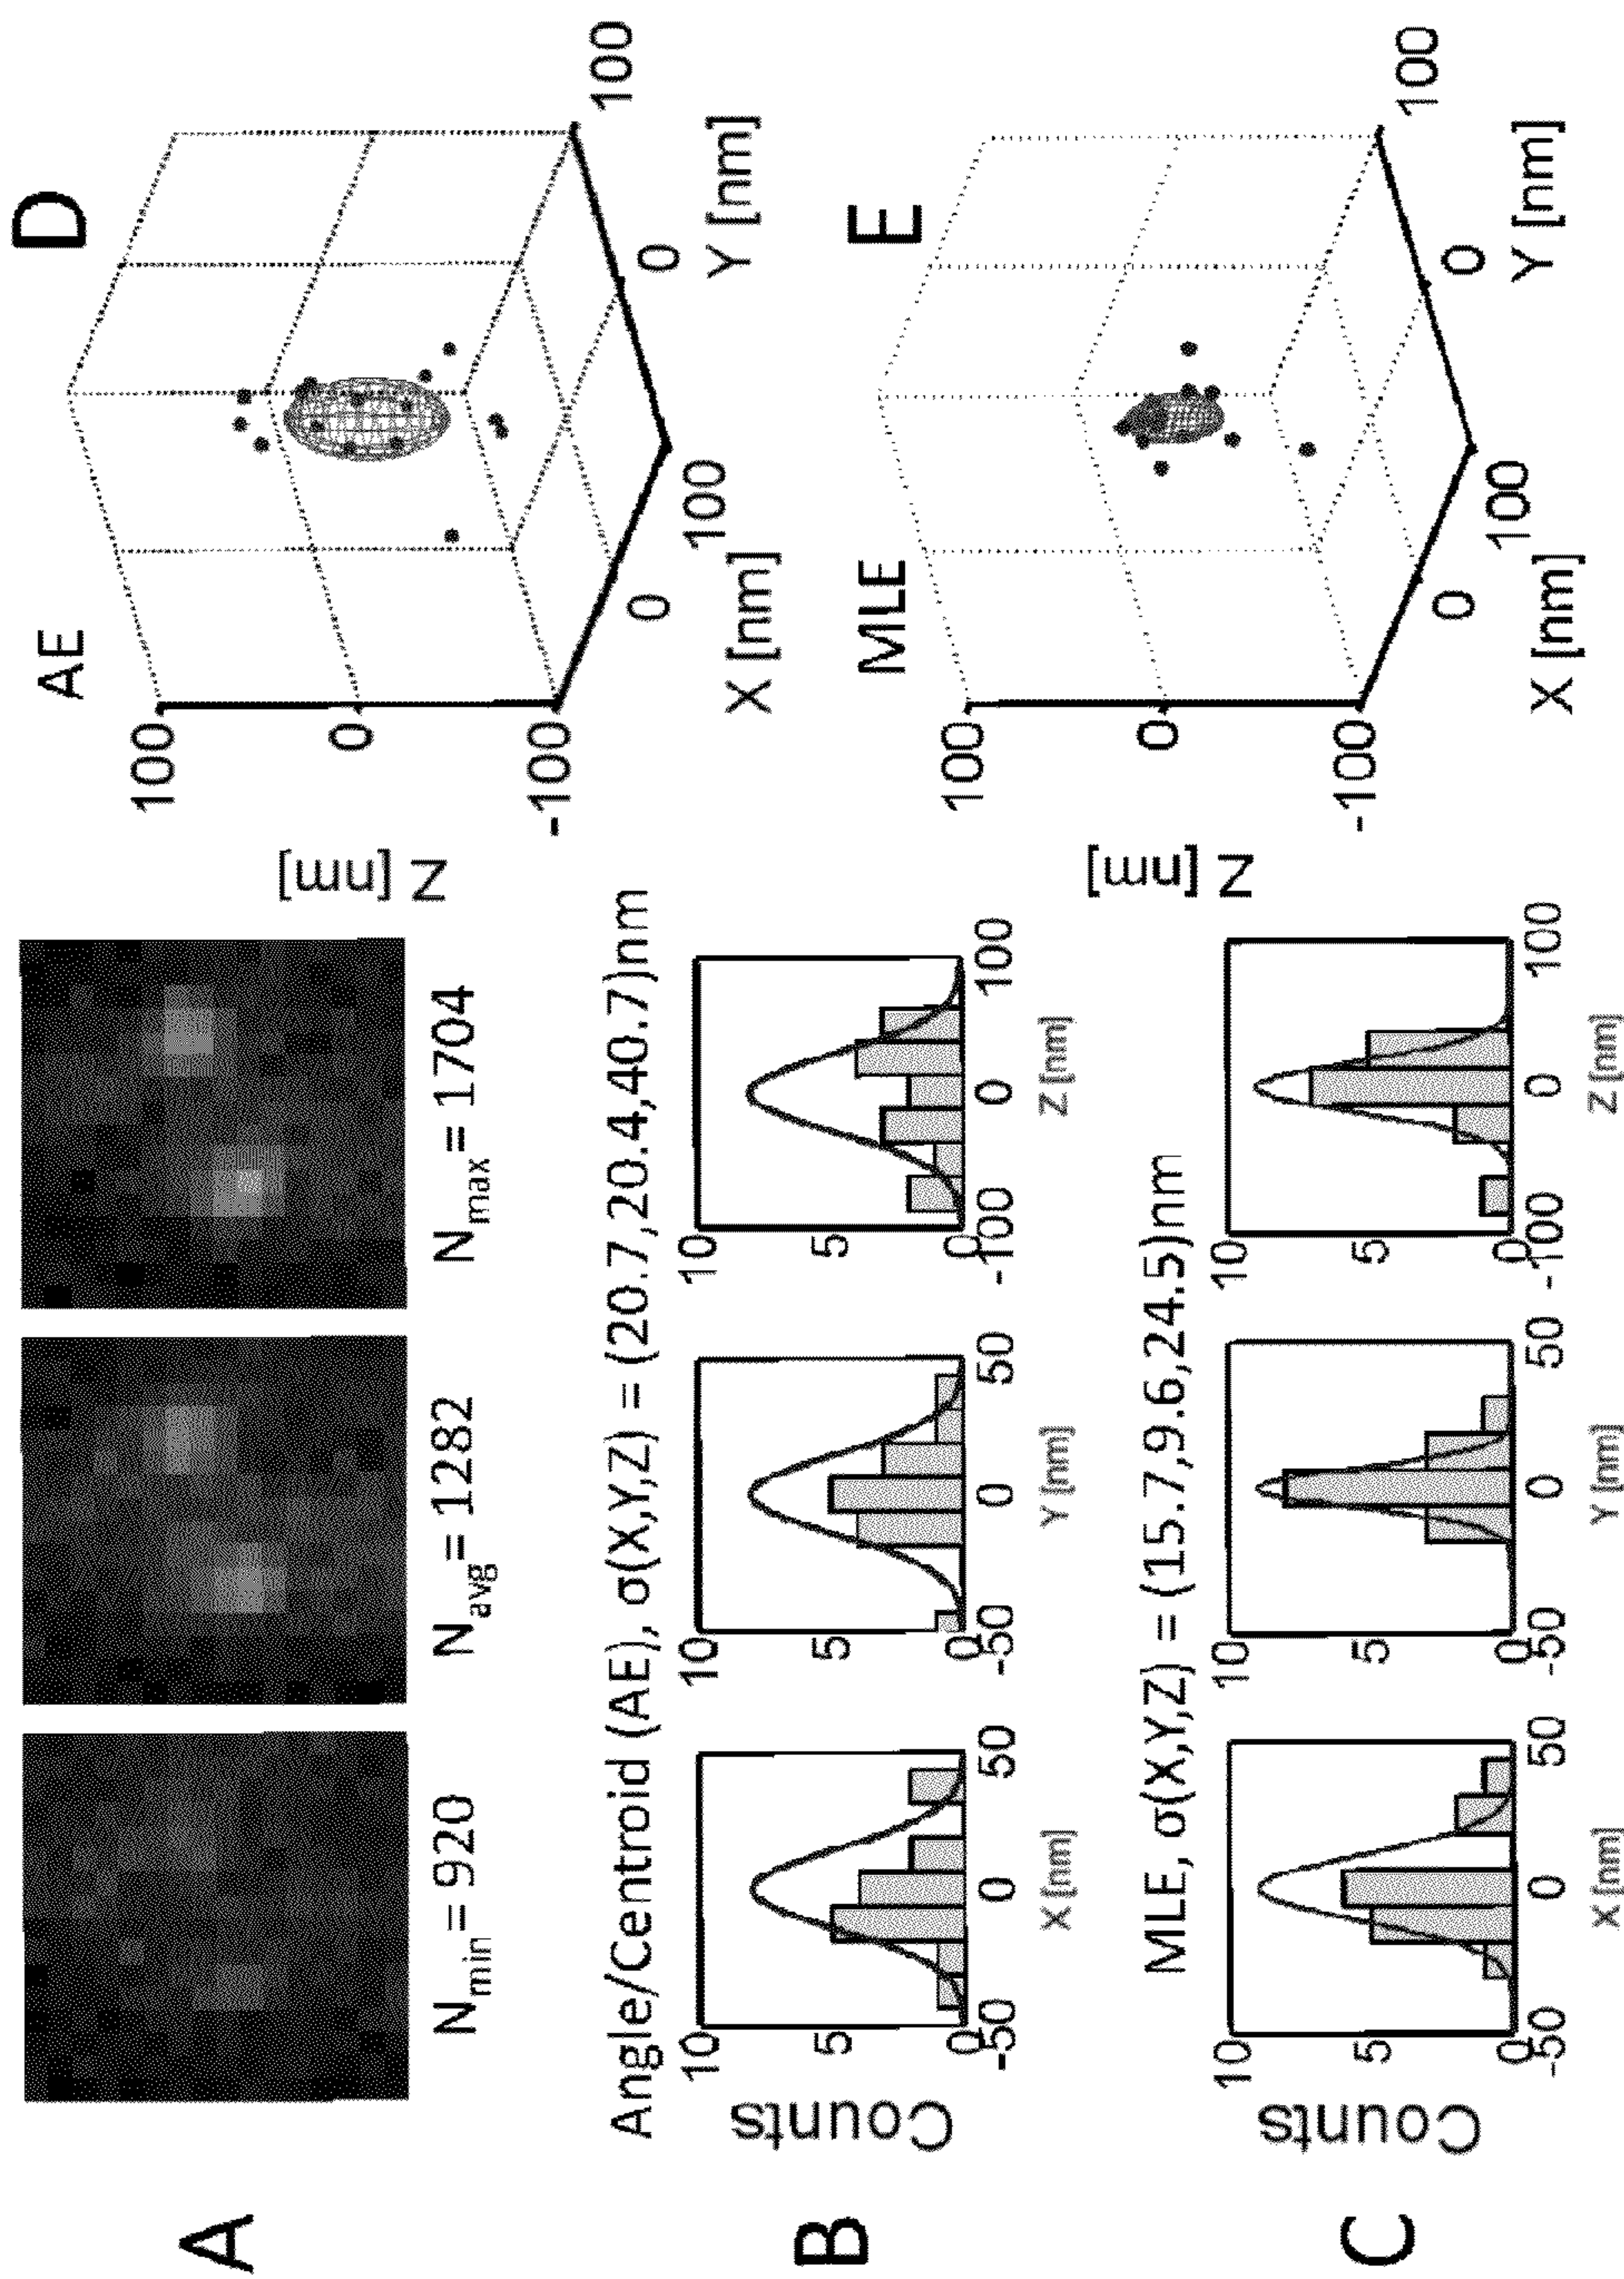 A
N_min = 920
N_avg = 1282
N_max = 1704
B
Angle/Centroid (AE), σ(X,Y,Z) = (20.7,20.4,40.7)nm
Counts
10
5
0
-50
0
50
X [nm]
10
5
0
-50
0
50
Y [nm]
10
5
0
-100
0
100
Z [nm]
C
MLE, σ(X,Y,Z) = (15.7,9.6,24.5)nm
Counts
10
5
0
-50
0
50
X [nm]
10
5
0
-50
0
50
Y [nm]
10
5
0
-100
0
100
Z [nm]
AE
D
100
0
-100
Z [nm]
0
100
X [nm]
0
100
Y [nm]
MLE
E
100
0
-100
Z [nm]
0
100
X [nm]
0
100
Y [nm]